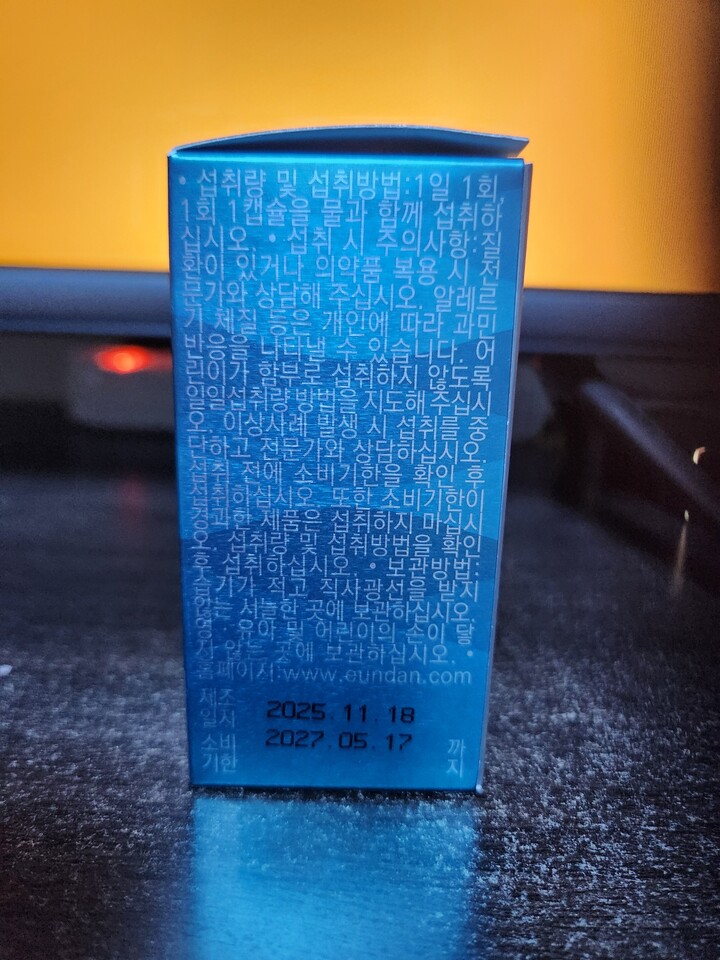 • 섭취량 및 섭취방법:1일 1회,
1회 1캡슐을 물과 함께 섭취하
십시오. • 섭취 시 주의사항:질
환이 있거나 의약품 복용 시 전
문가와 상담해 주십시오. 알레르
기 체질 등은 개인에 따라 과민
반응을 나타낼 수 있습니다. 어
린이가 함부로 섭취하지 않도록
일일섭취량 방법을 지도해 주십시
오. 이상사례 발생 시 섭취를 중
단하고 전문가와 상담하십시오.
섭취 전에 소비기한을 확인 후
섭취하십시오. 또한 소비기한이
경과한 제품은 섭취하지 마십시
오. 섭취량 및 섭취방법을 확인
후 섭취하십시오. • 보관방법:
습기가 적고 직사광선을 받지
않는 서늘한 곳에 보관하십시오.
영‧유아 및 어린이의 손이 닿
지 않는 곳에 보관하십시오. •
홈페이지:www.eundan.com
제조
일자 2025.11.18
소비
기한 2027.05.17 까
지